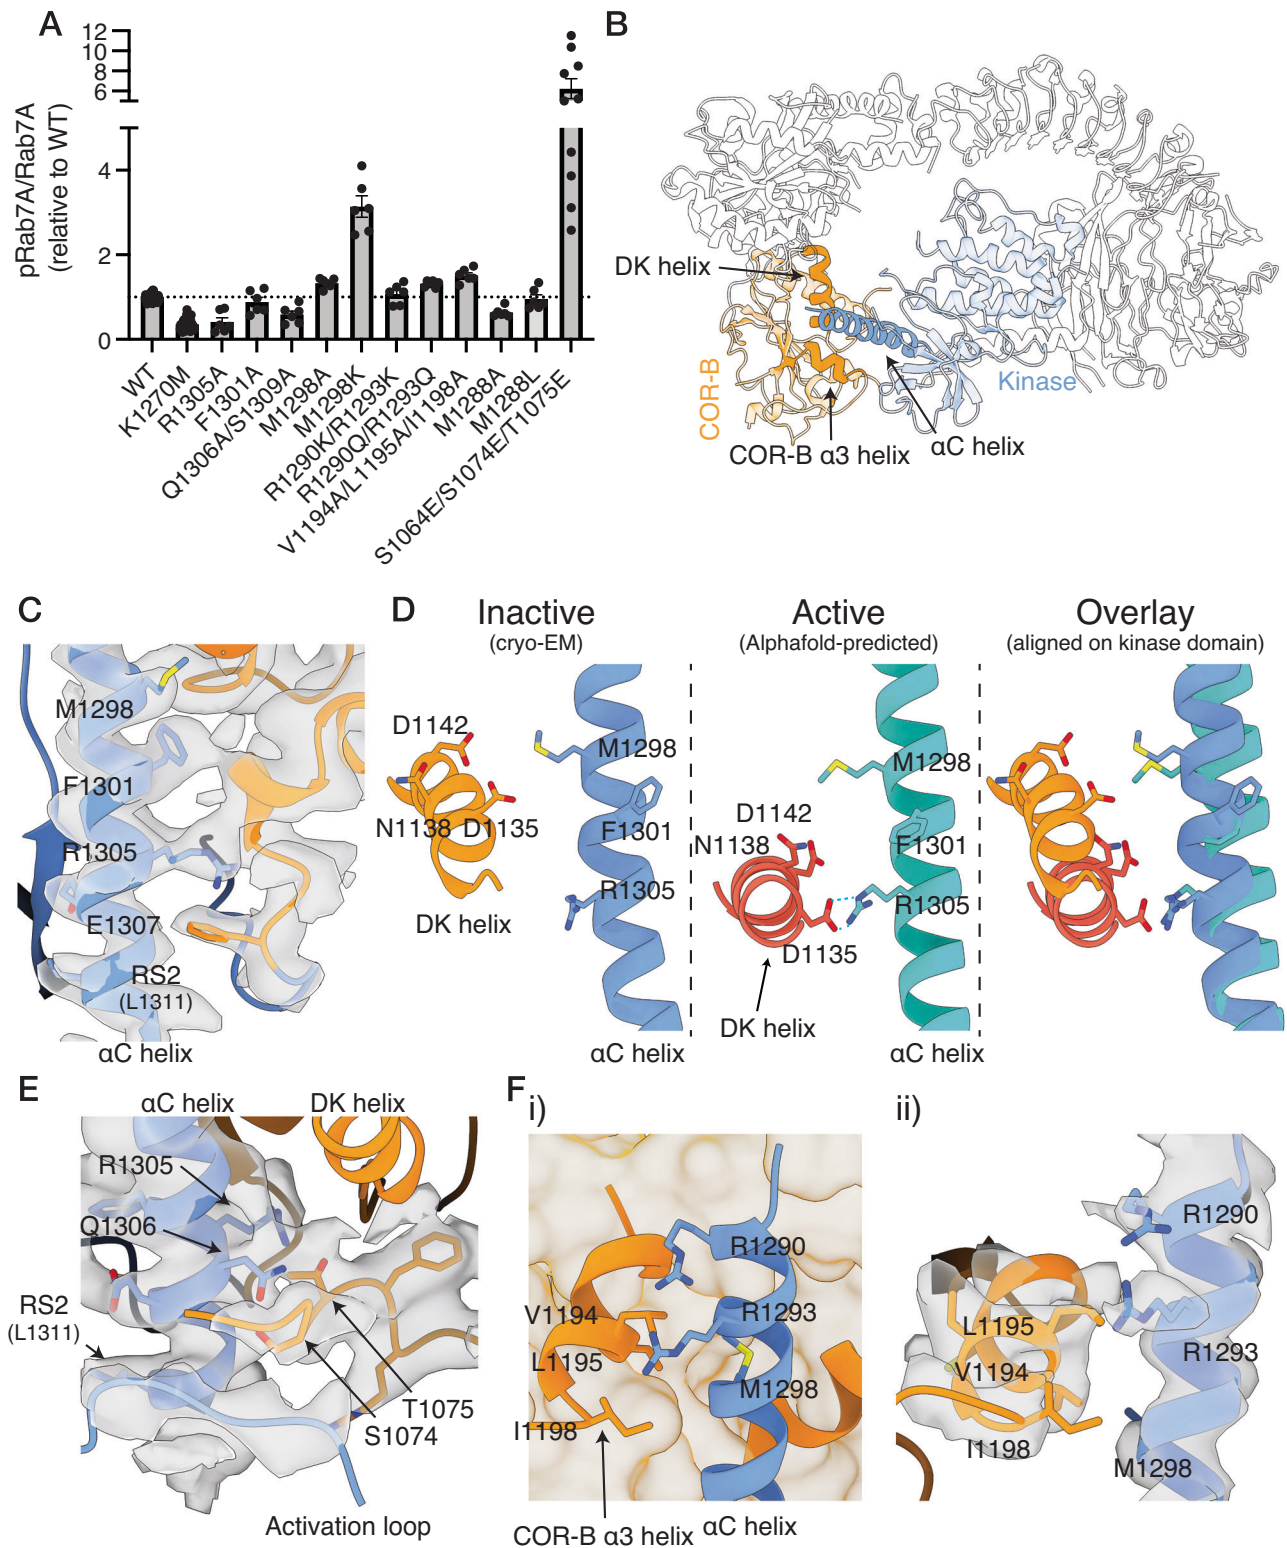 A
12
10
8
6
4
2
0
pRab7A/Rab7A
(relative to WT)
WT
K1270M
R1305A
F1301A
Q1306A/S1309A
M1298A
M1298K
R1290K/R1293K
R1290Q/R1293Q
V1194A/L1195A/I1198A
M1288A
M1288L
S1064E/S1074E/T1075E
B
DK helix
COR-B
Kinase
COR-B α3 helix
αC helix
C
M1298
F1301
R1305
E1307
RS2
(L1311)
αC helix
D
Inactive
(cryo-EM)
D1142
N1138
D1135
DK helix
M1298
F1301
R1305
αC helix
Active
(Alphafold-predicted)
M1298
D1142
N1138
F1301
R1305
D1135
DK helix
αC helix
Overlay
(aligned on kinase domain)
E
αC helix
DK helix
R1305
Q1306
RS2
(L1311)
T1075
S1074
Activation loop
F
i)
R1290
R1293
V1194
L1195
M1298
I1198
COR-B α3 helix
αC helix
ii)
R1290
L1195
R1293
V1194
I1198
M1298